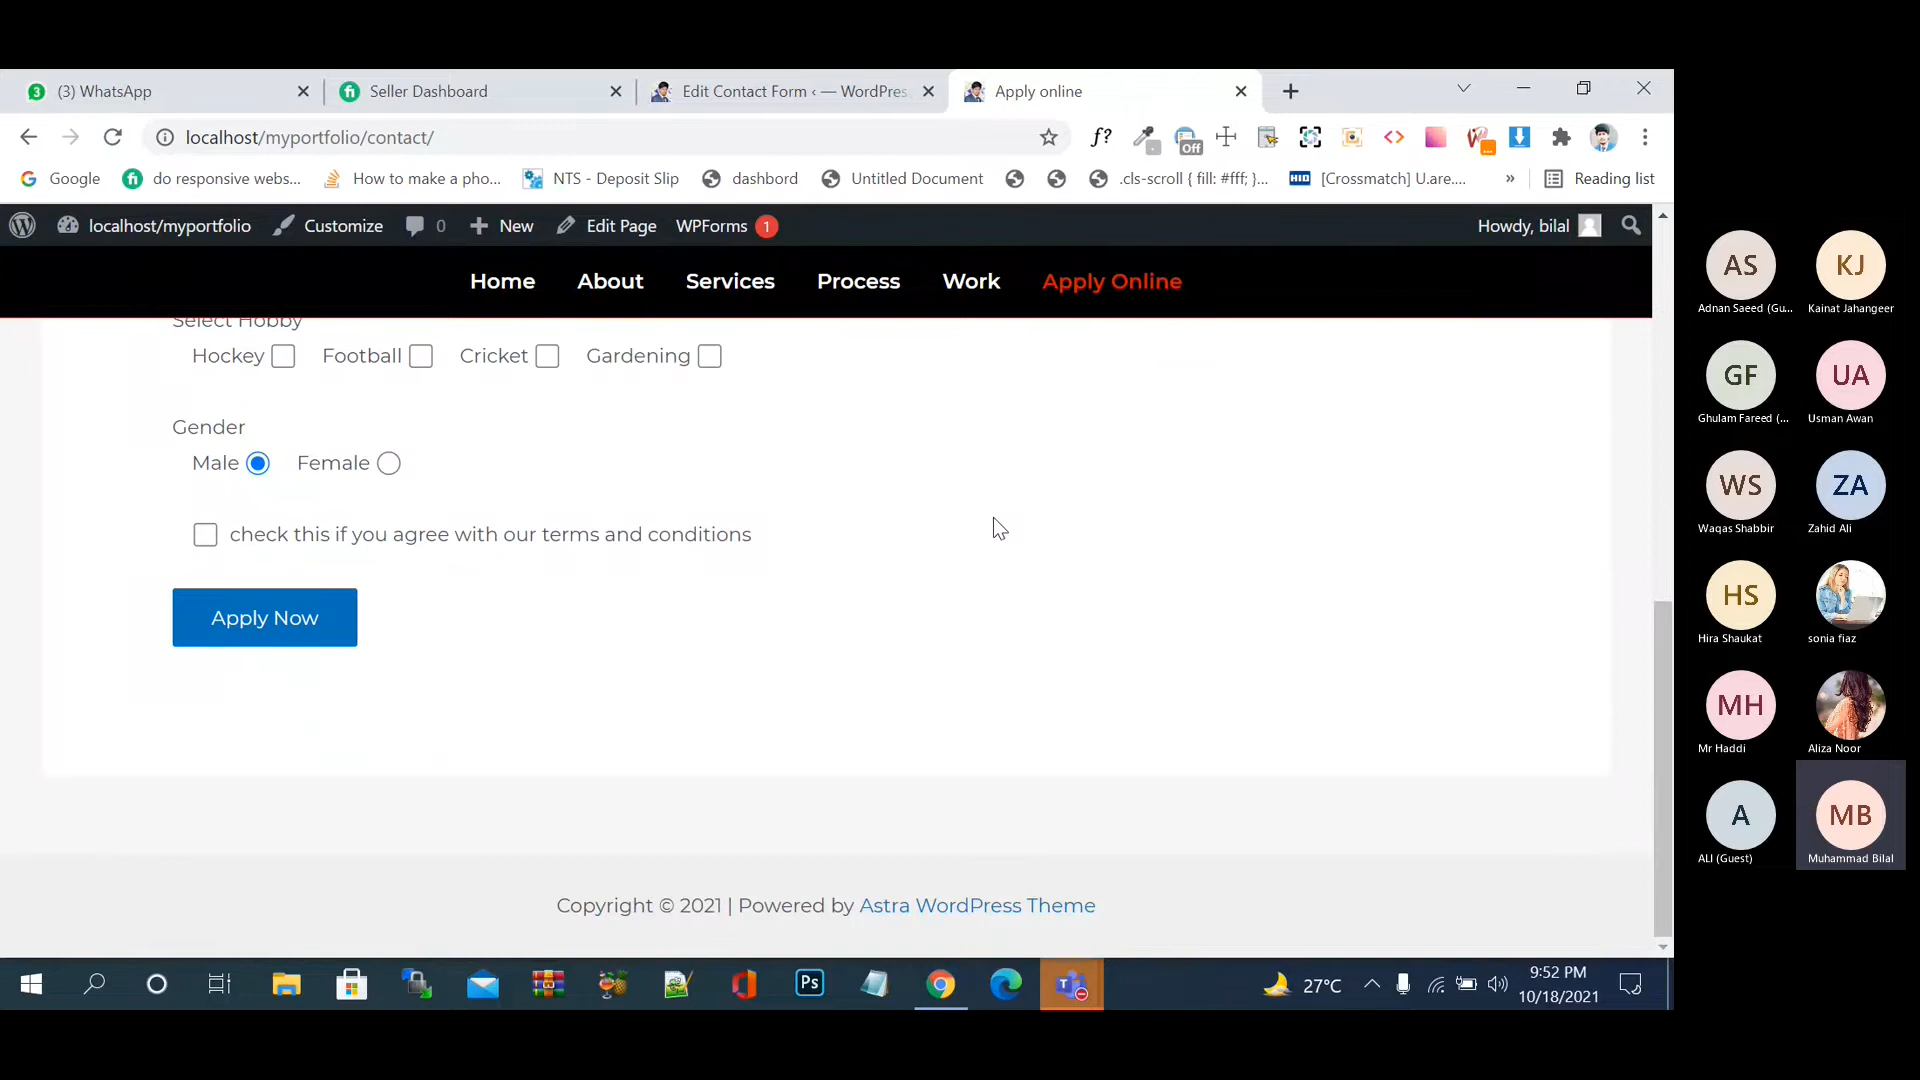 3 (3) WhatsApp
Seller Dashboard
Edit Contact Form ‹ — WordPres
Apply online
localhost/myportfolio/contact/
f?
Off
Google
do responsive webs...
How to make a pho...
NTS - Deposit Slip
dashbord
Untitled Document
.cls-scroll { fill: #fff; }...
HID [Crossmatch] U.are....
»
Reading list
localhost/myportfolio
Customize
0
New
Edit Page
WPForms 1
Howdy, bilal
Home
About
Services
Process
Work
Apply Online
Select Hobby
Hockey
Football
Cricket
Gardening
Gender
Male
Female
check this if you agree with our terms and conditions
Apply Now
Copyright © 2021 | Powered by Astra WordPress Theme
Ps
T
27°C
9:52 PM
10/18/2021
AS
Adnan Saeed (Gu...
KJ
Kainat Jahangeer
GF
Ghulam Fareed (...
UA
Usman Awan
WS
Waqas Shabbir
ZA
Zahid Ali
HS
Hira Shaukat
sonia fiaz
MH
Mr Haddi
Aliza Noor
A
ALI (Guest)
MB
Muhammad Bilal